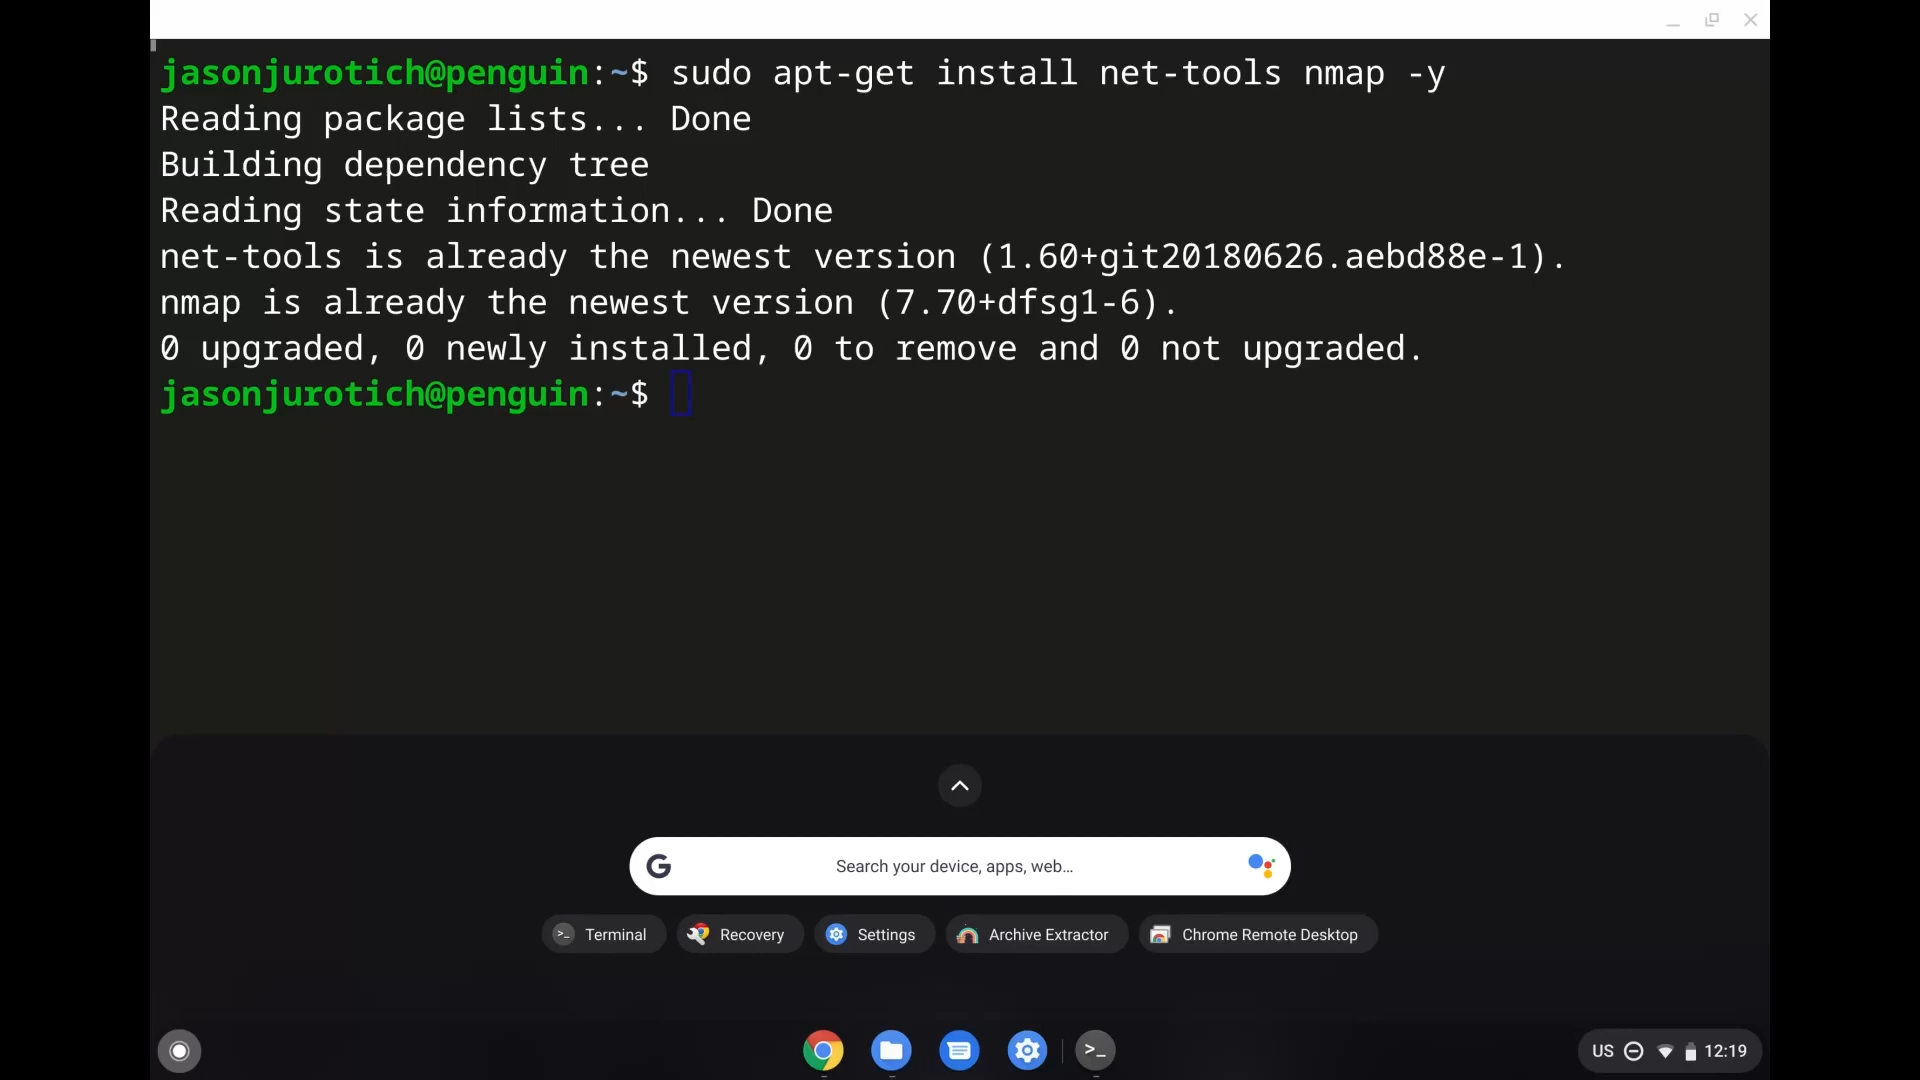 jasonjurotich@penguin:~$ sudo apt-get install net-tools nmap -y
Reading package lists... Done
Building dependency tree
Reading state information... Done
net-tools is already the newest version (1.60+git20180626.aebd88e-1).
nmap is already the newest version (7.70+dfsg1-6).
0 upgraded, 0 newly installed, 0 to remove and 0 not upgraded.
jasonjurotich@penguin:~$
Search your device, apps, web...
Terminal Recovery Settings Archive Extractor Chrome Remote Desktop
US 12:19